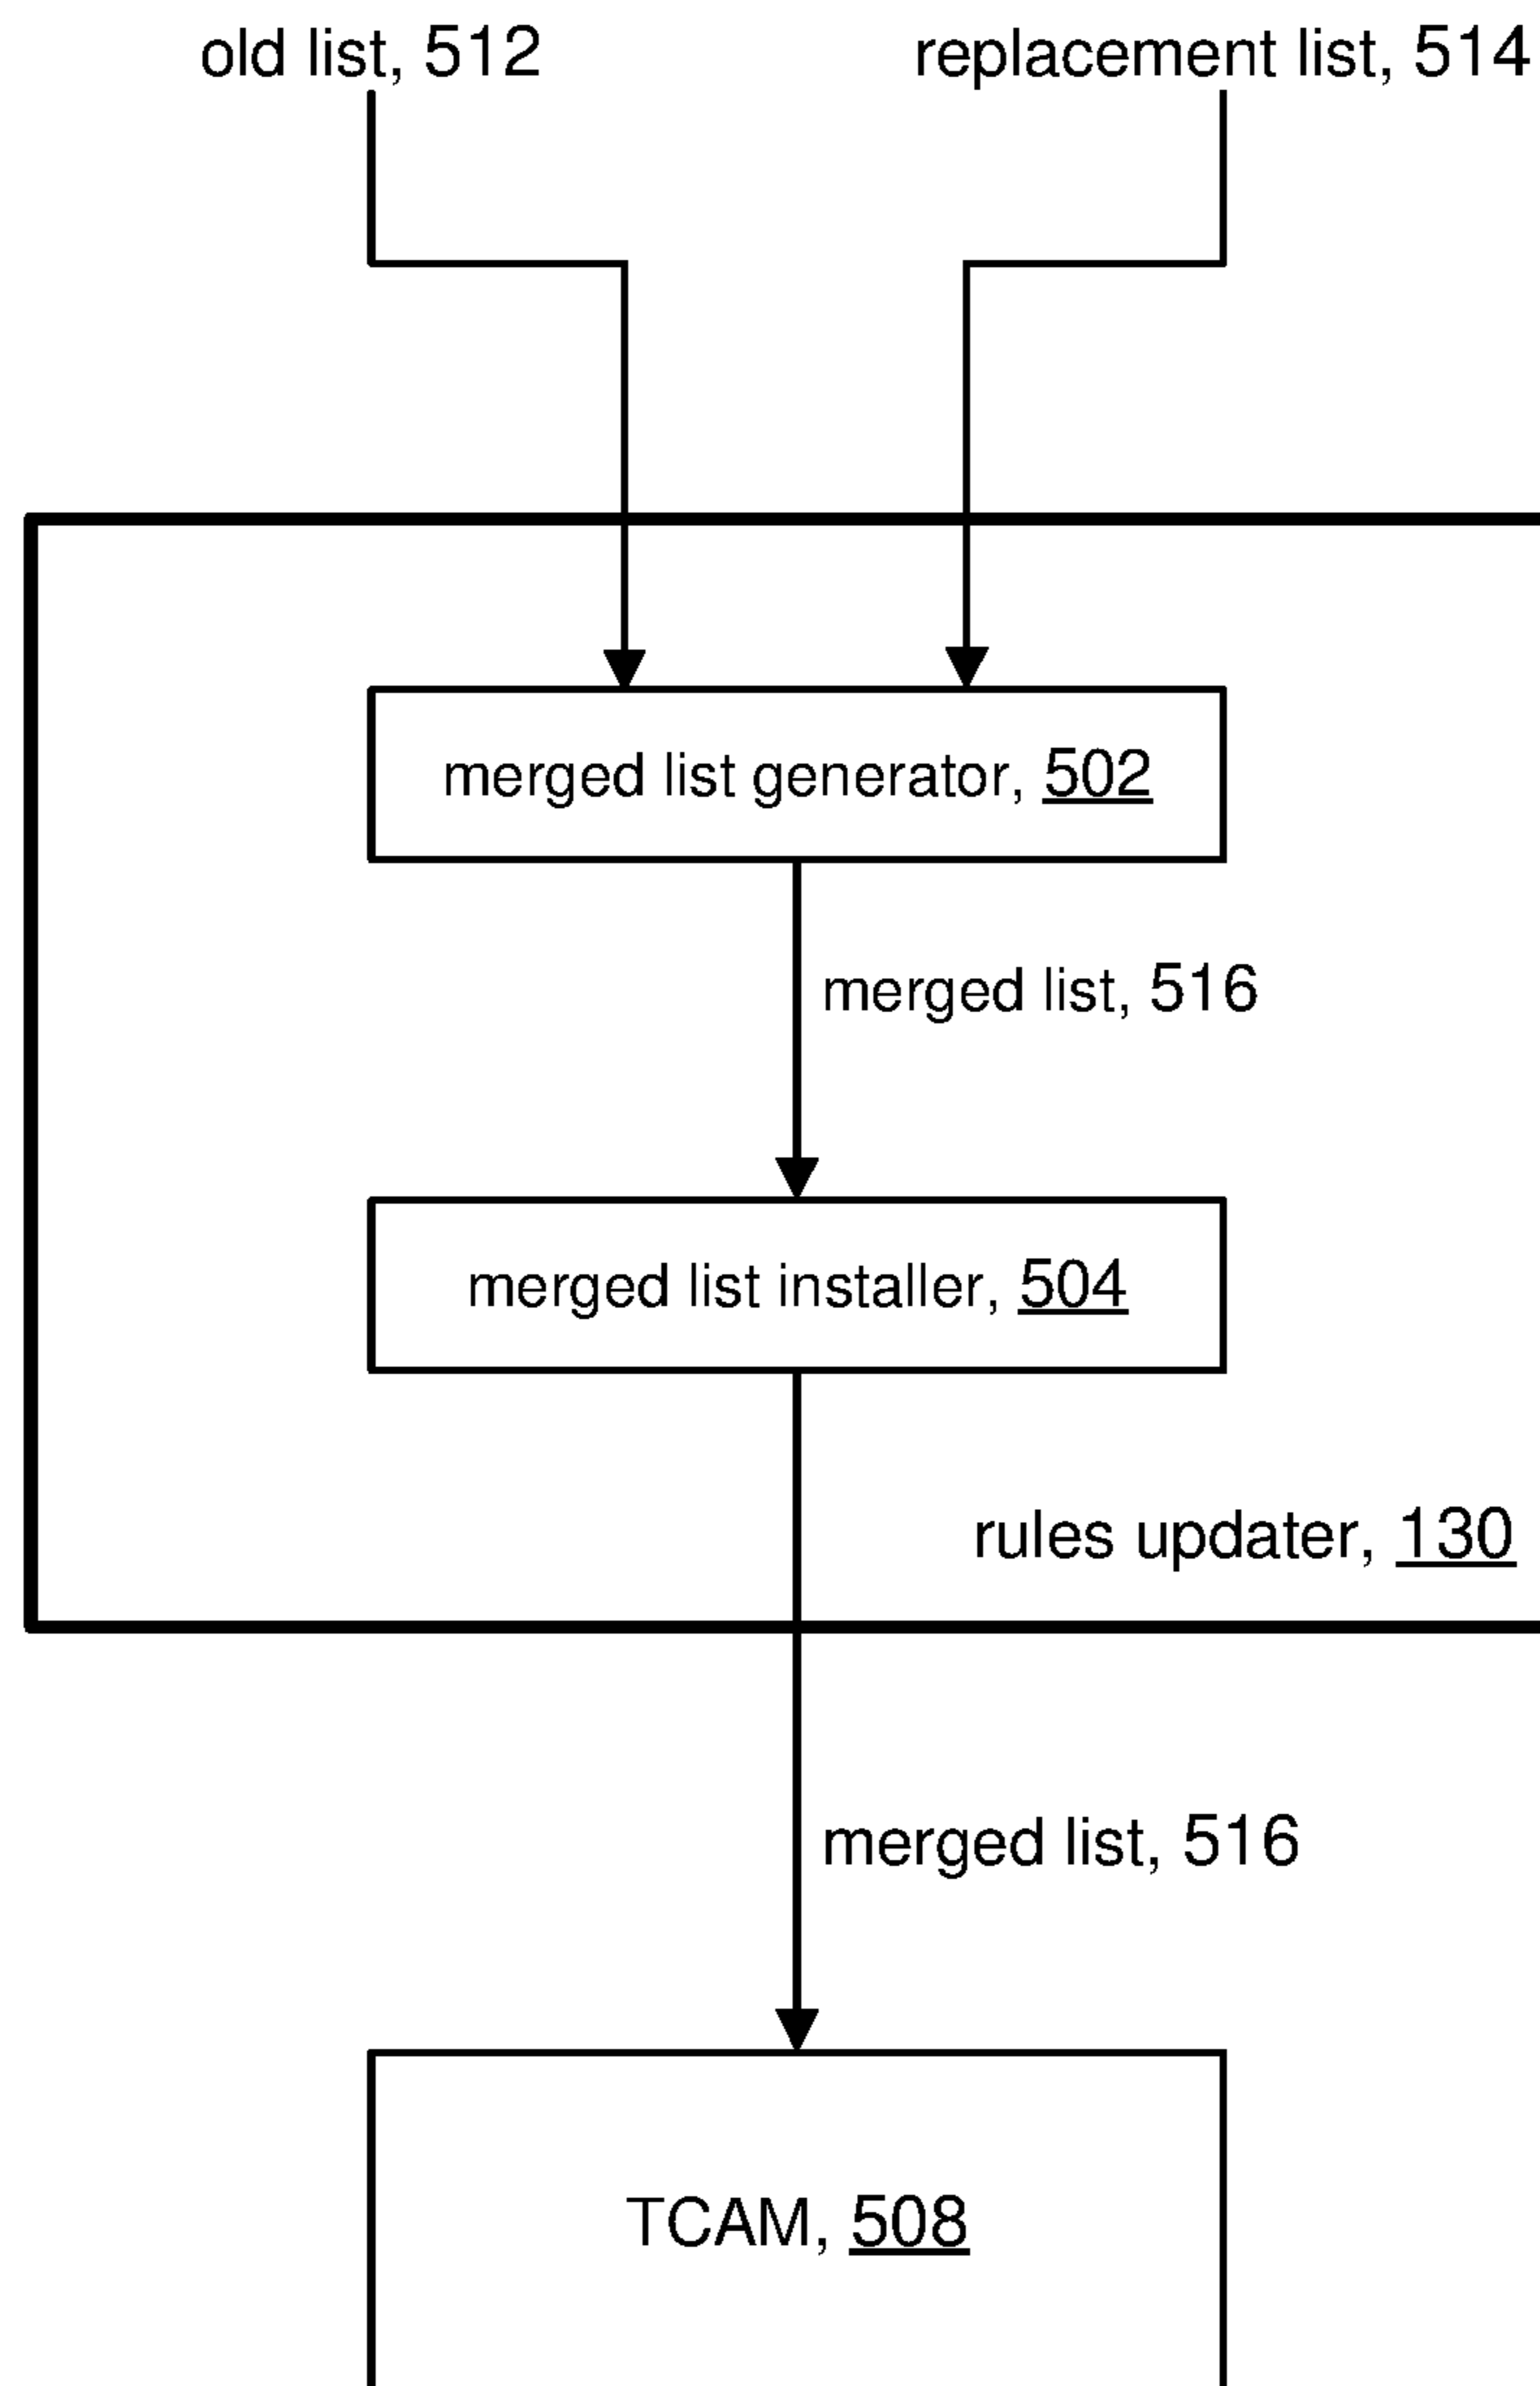 old list, 512
replacement list, 514
merged list generator, 502
merged list, 516
merged list installer, 504
rules updater, 130
merged list, 516
TCAM, 508